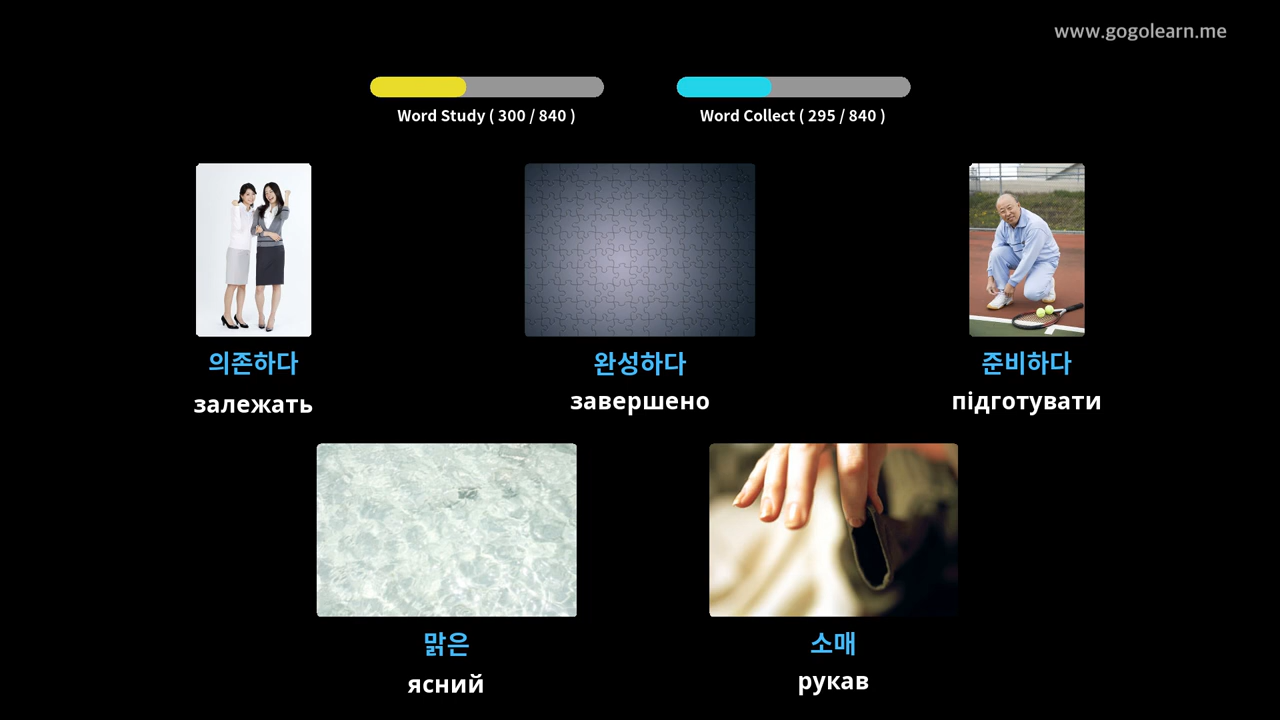 www.gogolearn.me
Word Study ( 300 / 840 )
Word Collect ( 295 / 840 )
의존하다
залежать
완성하다
завершено
준비하다
підготувати
맑은
ясний
소매
рукав